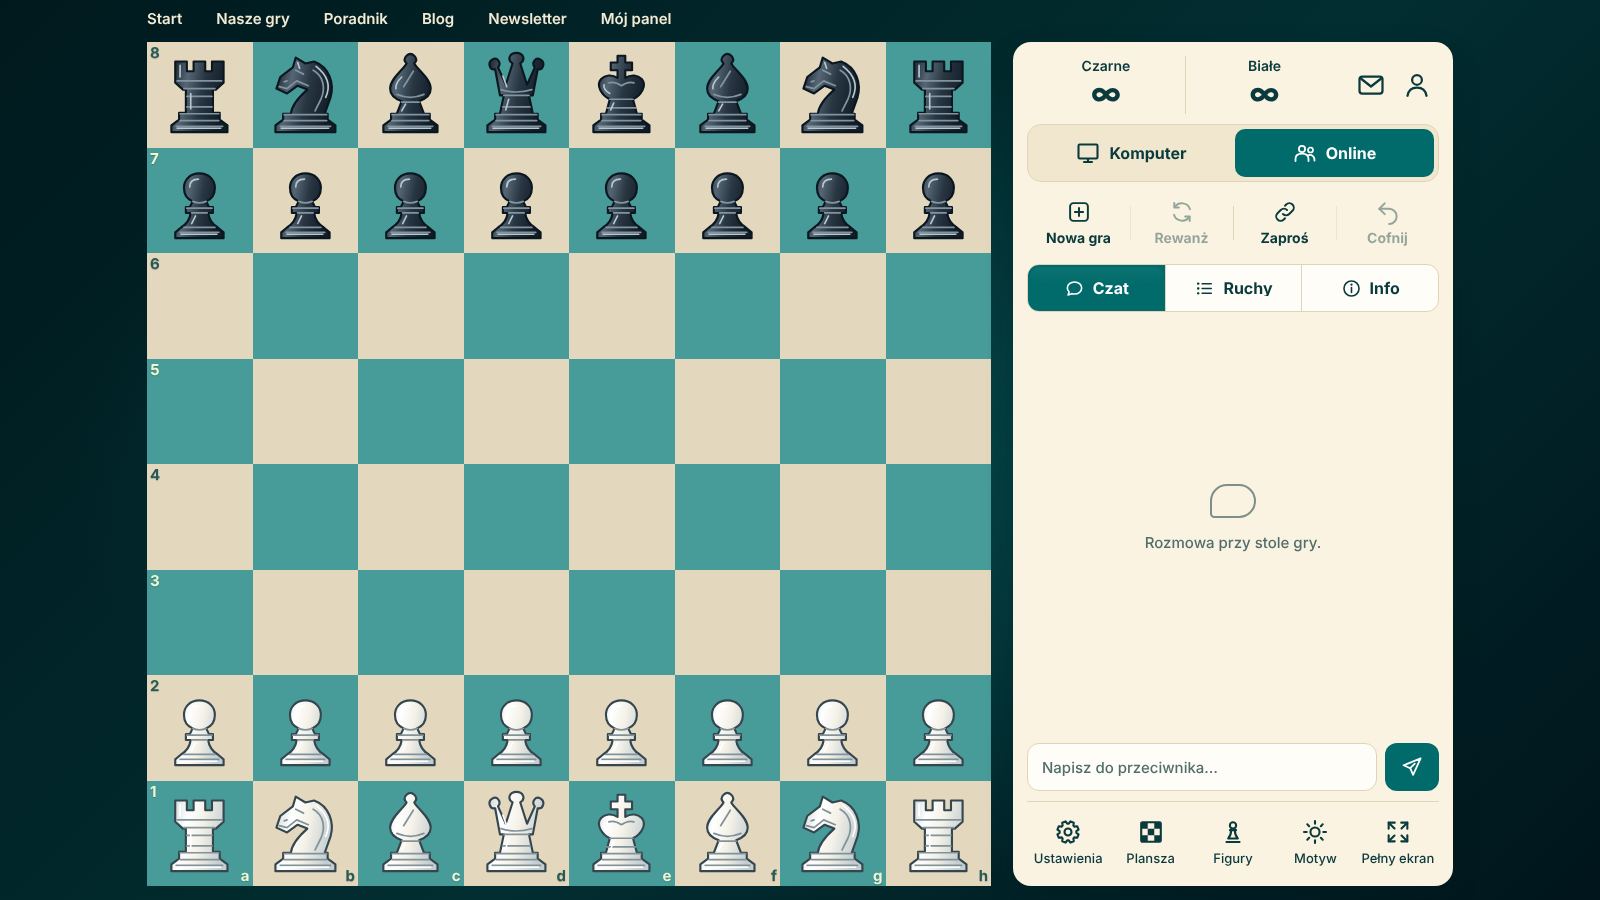 Start Nasze gry Poradnik Blog Newsletter Mój panel
8
7
6
5
4
3
2
1
a b c d e f g h
Czarne Białe
∞ ∞
Komputer Online
Nowa gra Rewanż Zaproś Cofnij
Czat Ruchy Info
Rozmowa przy stole gry.
Napisz do przeciwnika...
Ustawienia Plansza Figury Motyw Pełny ekran